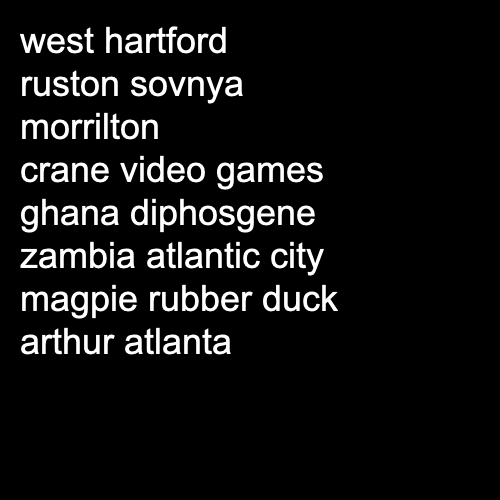 west hartford
ruston sovnya
morrilton
crane video games
ghana diphosgene
zambia atlantic city
magpie rubber duck
arthur atlanta